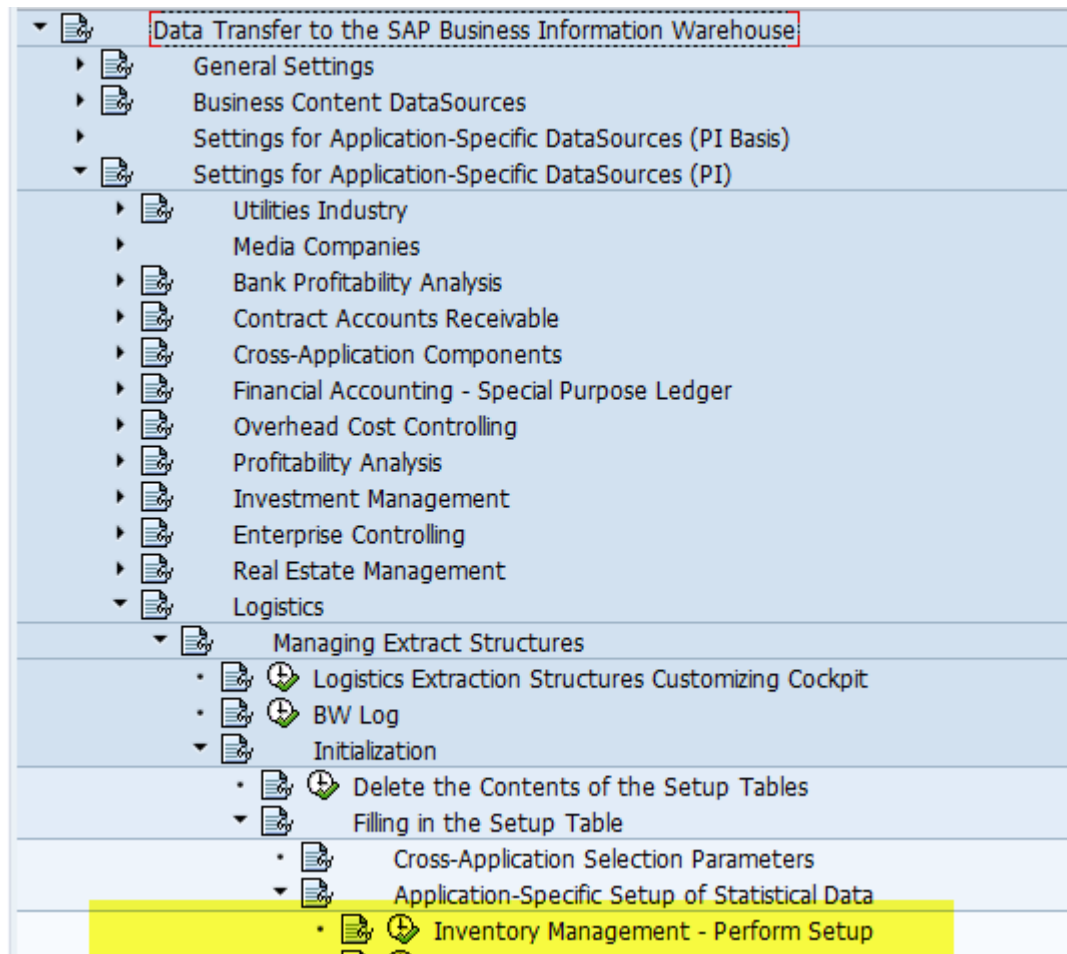 Data Transfer to the SAP Business Information Warehouse
General Settings
Business Content DataSources
Settings for Application-Specific DataSources (PI Basis)
Settings for Application-Specific DataSources (PI)
Utilities Industry
Media Companies
Bank Profitability Analysis
Contract Accounts Receivable
Cross-Application Components
Financial Accounting - Special Purpose Ledger
Overhead Cost Controlling
Profitability Analysis
Investment Management
Enterprise Controlling
Real Estate Management
Logistics
Managing Extract Structures
Logistics Extraction Structures Customizing Cockpit
BW Log
Initialization
Delete the Contents of the Setup Tables
Filling in the Setup Table
Cross-Application Selection Parameters
Application-Specific Setup of Statistical Data
Inventory Management - Perform Setup